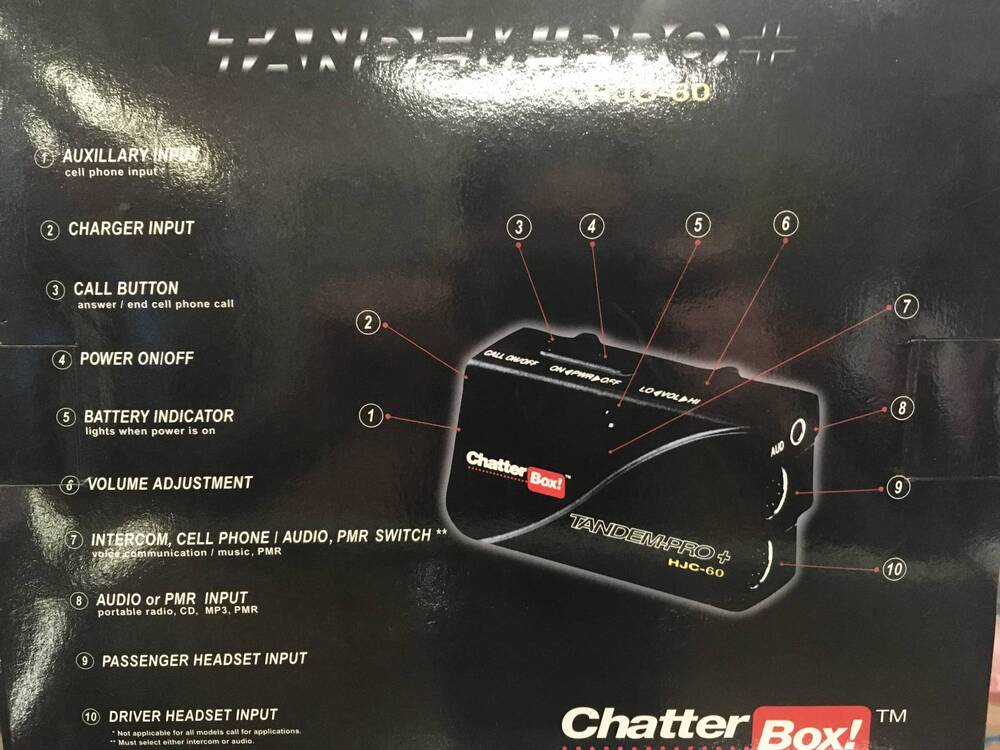 TANDEM-PRO+
HJC-60
1 AUXILLARY INPUT
cell phone input *
2 CHARGER INPUT
3 CALL BUTTON
answer / end cell phone call
4 POWER ON/OFF
5 BATTERY INDICATOR
lights when power is on
6 VOLUME ADJUSTMENT
7 INTERCOM, CELL PHONE / AUDIO, PMR SWITCH **
voice communication / music, PMR
8 AUDIO or PMR INPUT
portable radio, CD, MP3, PMR
9 PASSENGER HEADSET INPUT
10 DRIVER HEADSET INPUT
* Not applicable for all models call for applications.
** Must select either intercom or audio.
3 4 5 6
7
2
1
8
9
10
CALL ON/OFF ON◁PWR▷OFF LO◁VOL▷HI
AUD
Chatter Box!™
TANDEM-PRO+
HJC-60
Chatter Box!™